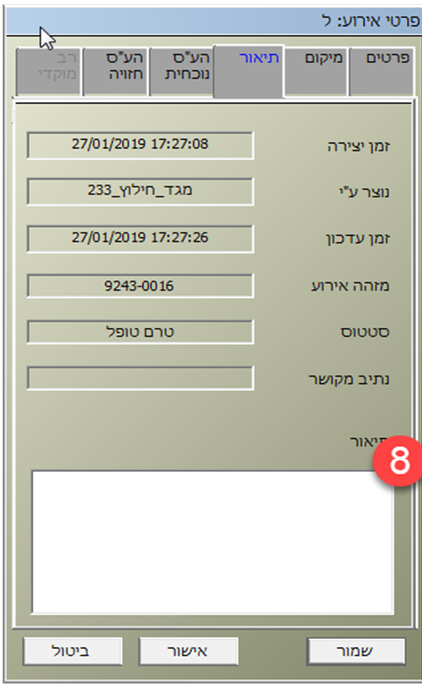 פרטי אירוע: ל
פרטים
מיקום
תיאור
הע"ס
נוכחית
הע"ס
חזויה
רב
מוקדי
זמן יצירה
27/01/2019 17:27:08
נוצר ע"י
מגד_חילוץ_233
זמן עדכון
27/01/2019 17:27:26
מזהה אירוע
9243-0016
סטטוס
טרם טופל
נתיב מקושר
תיאור
8
שמור
אישור
ביטול